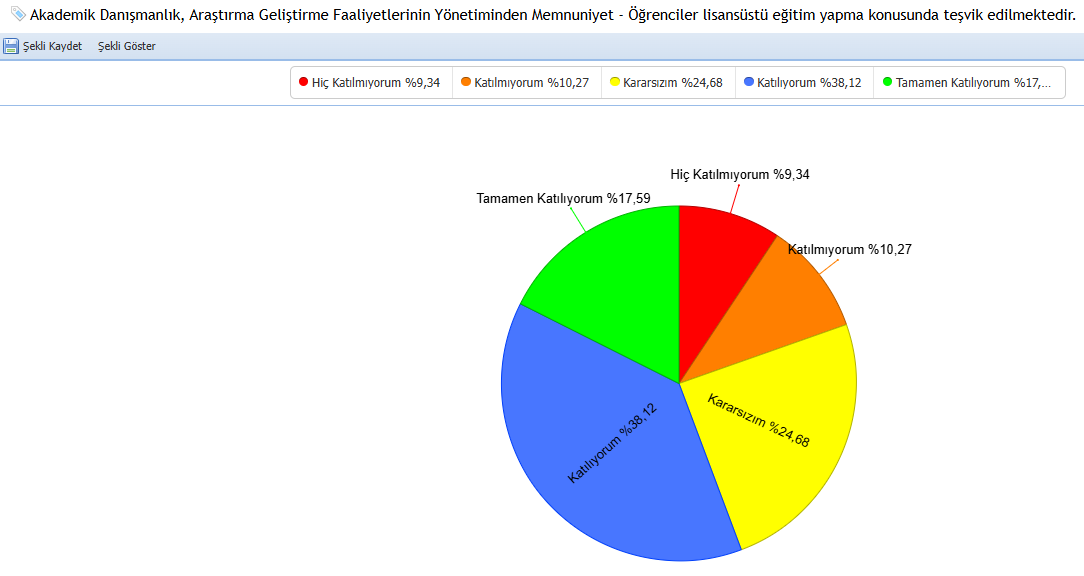 Akademik Danışmanlık, Araştırma Geliştirme Faaliyetlerinin Yönetiminden Memnuniyet - Öğrenciler lisansüstü eğitim yapma konusunda teşvik edilmektedir.
Şekli Kaydet Şekli Göster
Hiç Katılmıyorum %9,34 Katılmıyorum %10,27 Kararsızım %24,68 Katılıyorum %38,12 Tamamen Katılıyorum %17,...
Hiç Katılmıyorum %9,34
Tamamen Katılıyorum %17,59
Katılmıyorum %10,27
Kararsızım %24,68
Katılıyorum %38,12